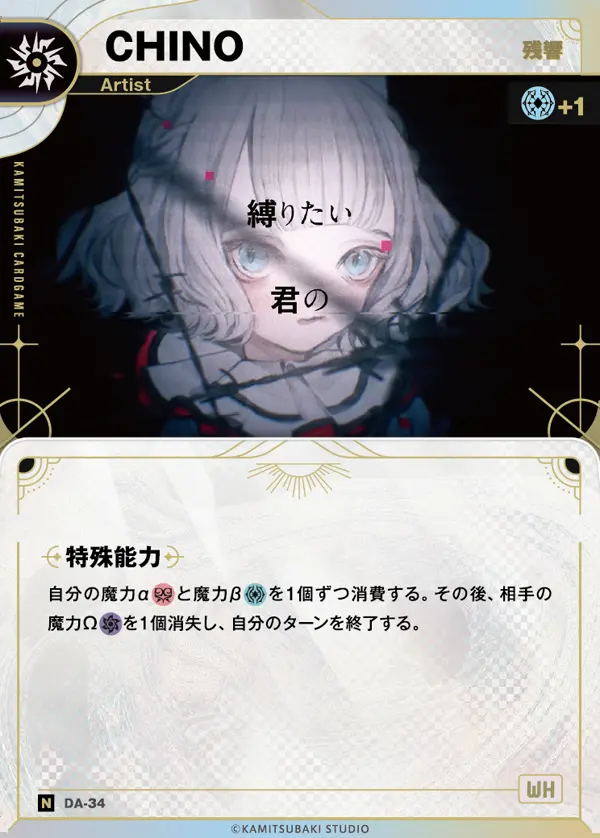 CHINO
残響
Artist
+1
KAMITSUBAKI CARDGAME
縛りたい
君の
特殊能力
自分の魔力αと魔力βを1個ずつ消費する。その後、相手の
魔力Ωを1個消失し、自分のターンを終了する。
WH
N DA-34
©KAMITSUBAKI STUDIO